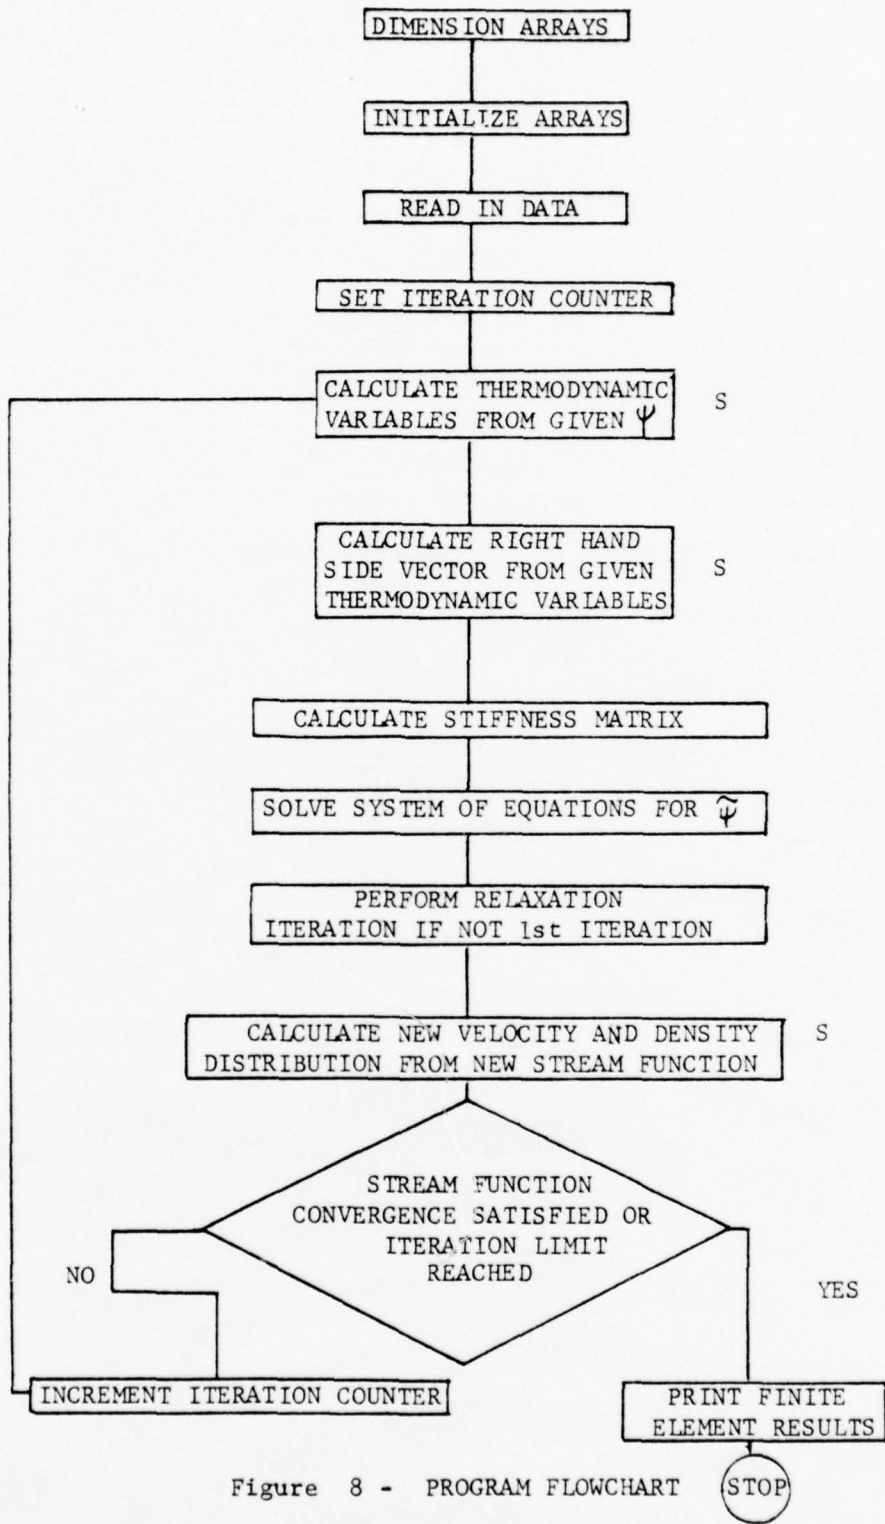 DIMENSION ARRAYS
INITIALIZE ARRAYS
READ IN DATA
SET ITERATION COUNTER
CALCULATE THERMODYNAMIC
VARIABLES FROM GIVEN ψ
S
CALCULATE RIGHT HAND
SIDE VECTOR FROM GIVEN
THERMODYNAMIC VARIABLES
S
CALCULATE STIFFNESS MATRIX
SOLVE SYSTEM OF EQUATIONS FOR ψ̃
PERFORM RELAXATION
ITERATION IF NOT 1st ITERATION
CALCULATE NEW VELOCITY AND DENSITY
DISTRIBUTION FROM NEW STREAM FUNCTION
S
STREAM FUNCTION
CONVERGENCE SATISFIED OR
ITERATION LIMIT
REACHED
NO
YES
INCREMENT ITERATION COUNTER
PRINT FINITE
ELEMENT RESULTS
STOP
Figure 8 - PROGRAM FLOWCHART